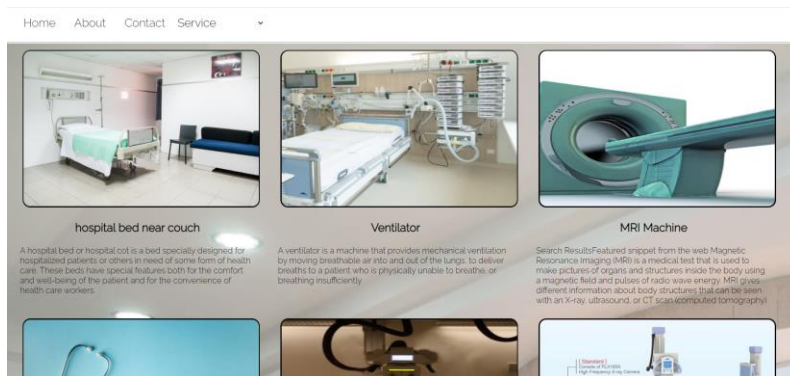 Home About Contact Service
hospital bed near couch
A hospital bed or hospital cot is a bed specially designed for
hospitalized patients or others in need of some form of health
care. These beds have special features both for the comfort
and well-being of the patient and for the convenience of
health care workers.
Ventilator
A ventilator is a machine that provides mechanical ventilation
by moving breathable air into and out of the lungs, to deliver
breaths to a patient who is physically unable to breathe, or
breathing insufficiently
MRI Machine
Search ResultsFeatured snippet from the web Magnetic
Resonance Imaging (MRI) is a medical test that is used to
make pictures of organs and structures inside the body using
a magnetic field and pulses of radio wave energy. MRI gives
different information about body structures that can be seen
with an X-ray, ultrasound, or CT scan (computed tomography)
[ Standard ]
High Frequency X-ray Camera